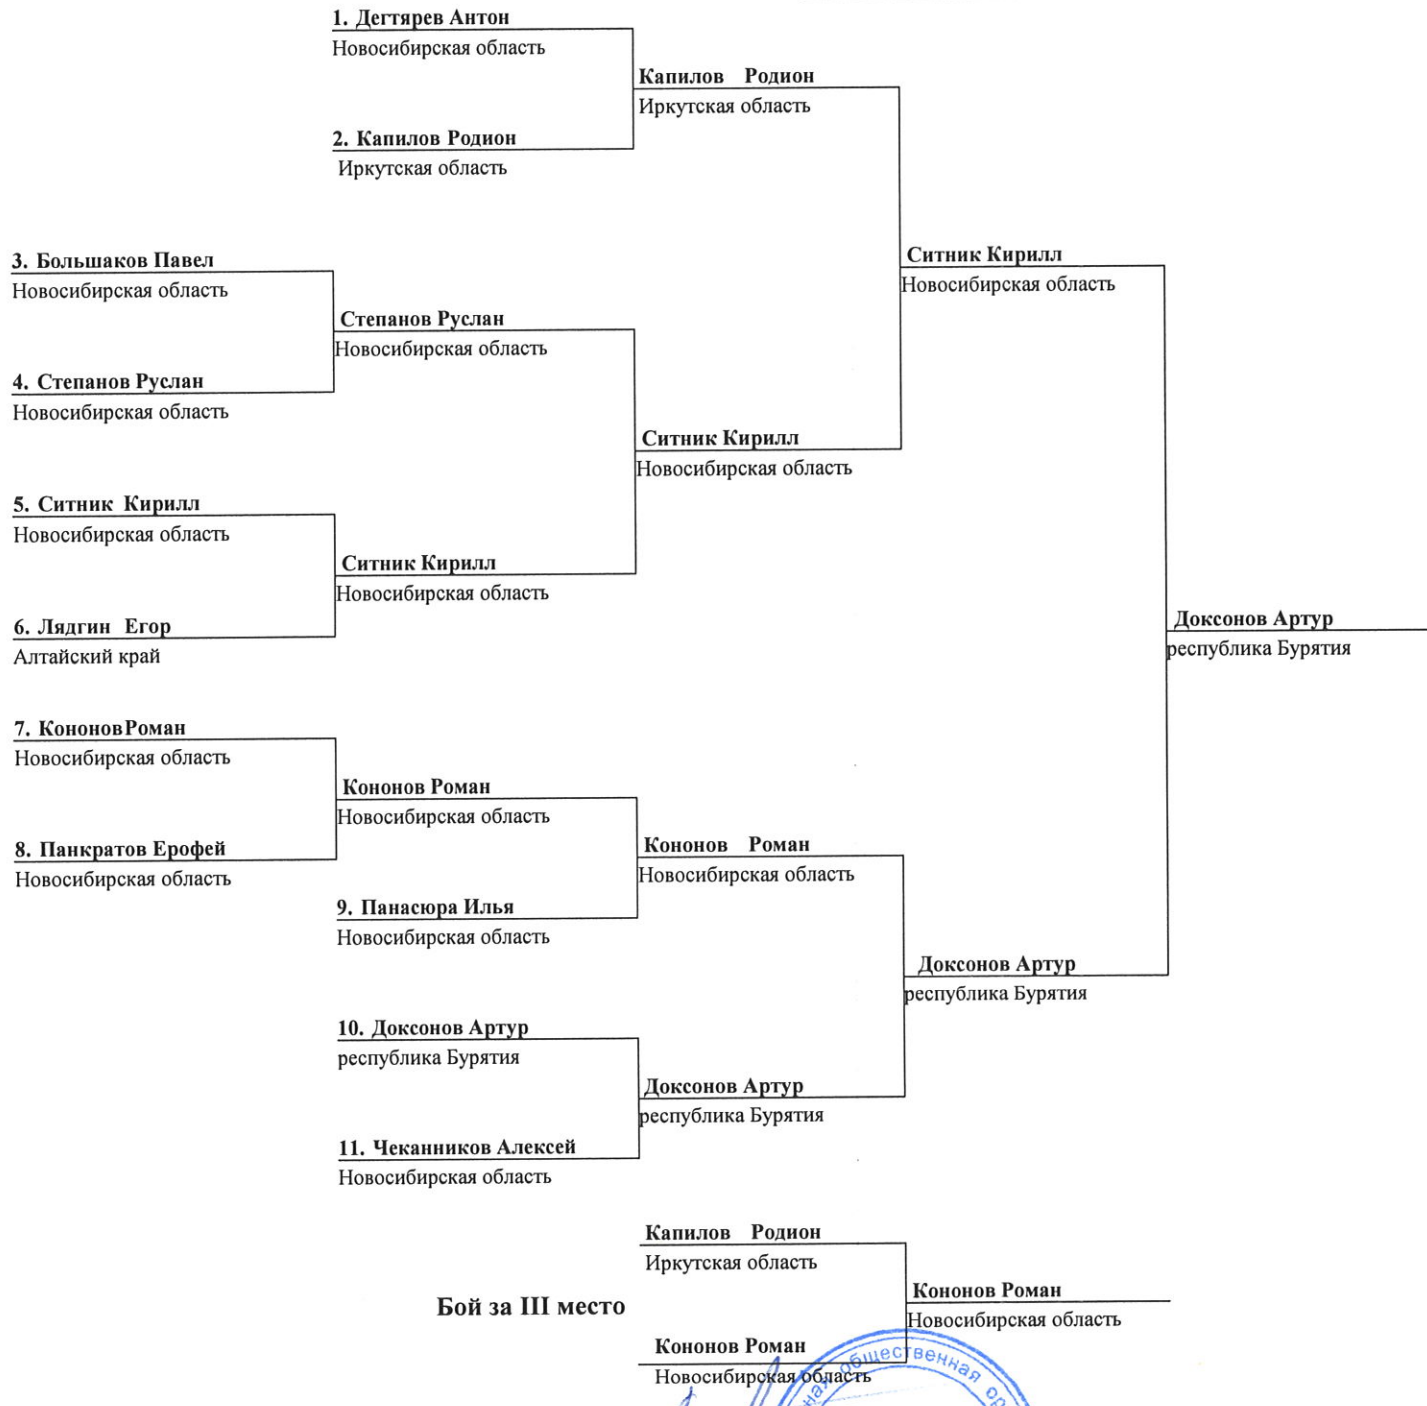 1. Дегтярев Антон
Новосибирская область
Капилов Родион
Иркутская область
2. Капилов Родион
Иркутская область
3. Большаков Павел
Новосибирская область
Ситник Кирилл
Новосибирская область
Степанов Руслан
Новосибирская область
4. Степанов Руслан
Новосибирская область
Ситник Кирилл
Новосибирская область
5. Ситник Кирилл
Новосибирская область
Ситник Кирилл
Новосибирская область
6. Лядгин Егор
Алтайский край
Доксонов Артур
республика Бурятия
7. Кононов Роман
Новосибирская область
Кононов Роман
Новосибирская область
8. Панкратов Ерофей
Новосибирская область
Кононов Роман
Новосибирская область
9. Панасюра Илья
Новосибирская область
Доксонов Артур
республика Бурятия
10. Доксонов Артур
республика Бурятия
Доксонов Артур
республика Бурятия
11. Чеканников Алексей
Новосибирская область
Капилов Родион
Иркутская область
Бой за III место
Кононов Роман
Новосибирская область
Кононов Роман
Новосибирская область
общественная